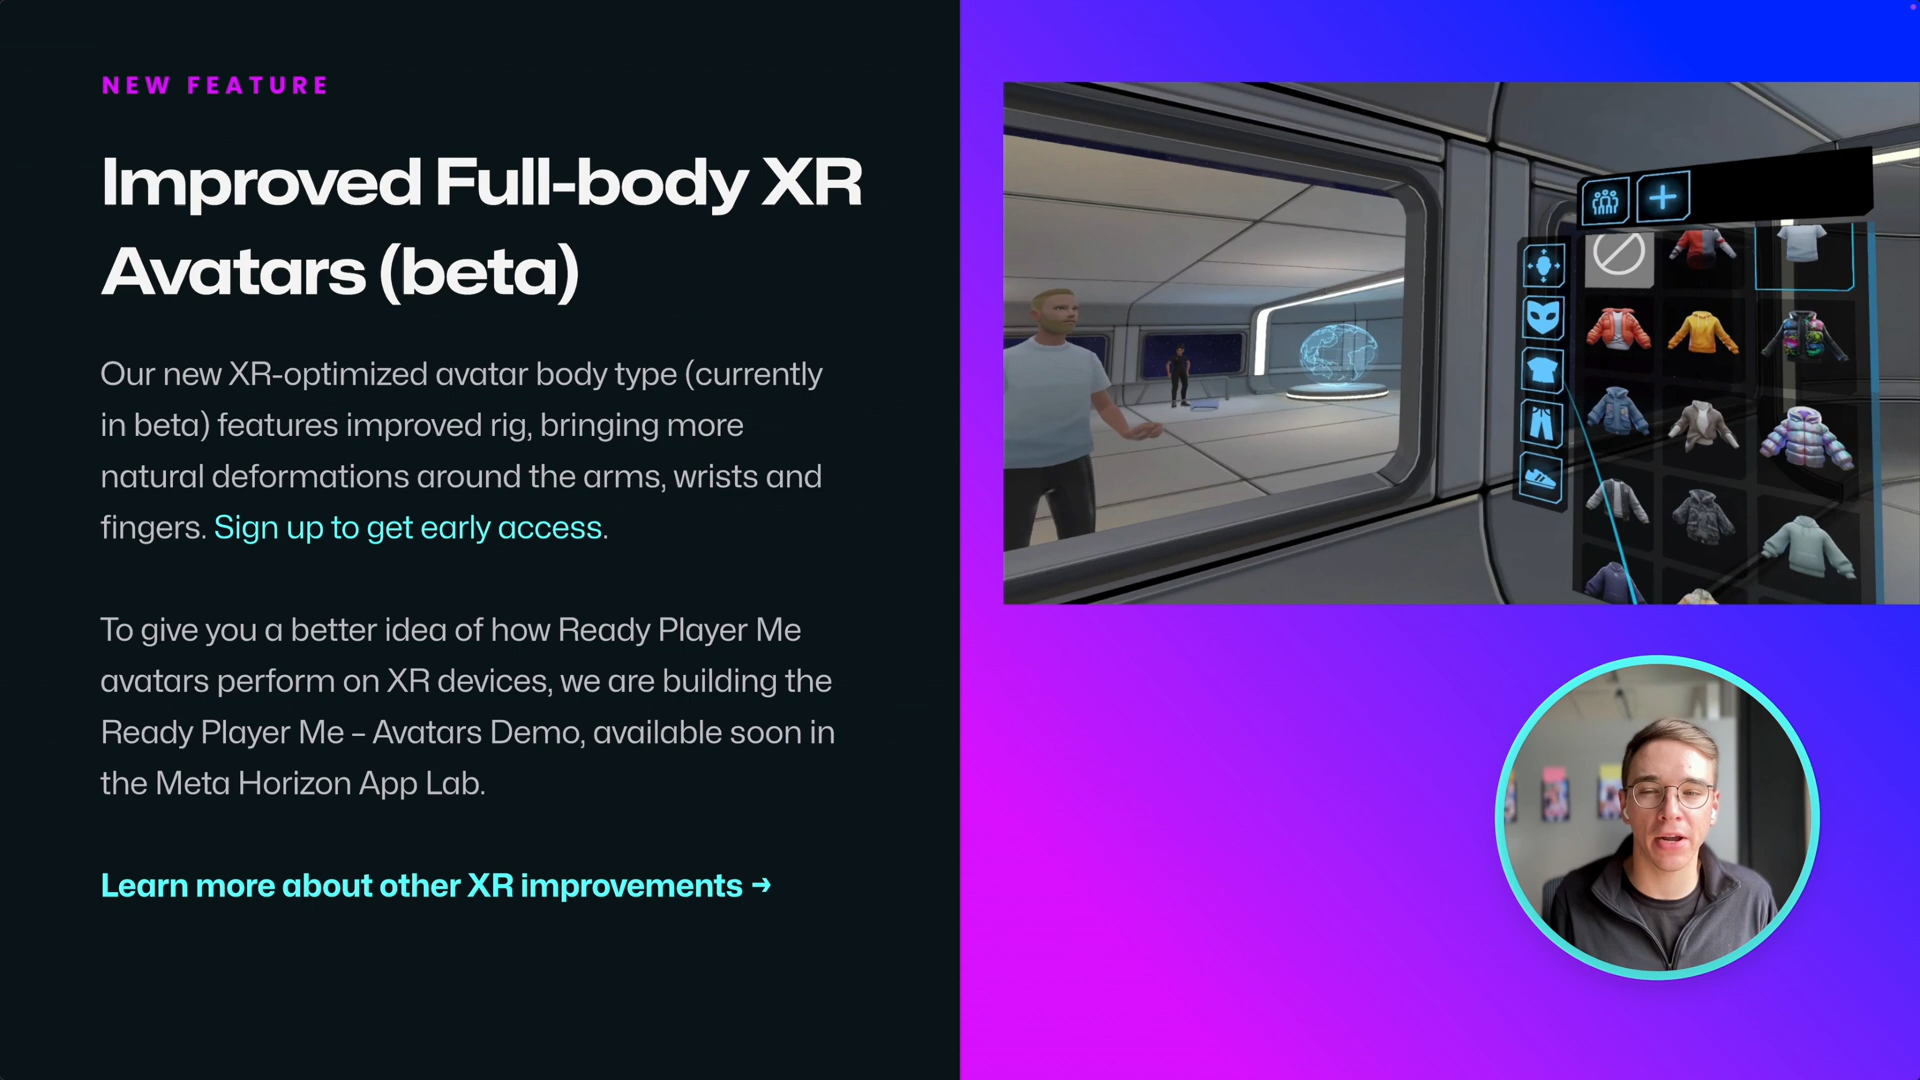 NEW FEATURE
Improved Full-body XR
Avatars (beta)
Our new XR-optimized avatar body type (currently
in beta) features improved rig, bringing more
natural deformations around the arms, wrists and
fingers. Sign up to get early access.
To give you a better idea of how Ready Player Me
avatars perform on XR devices, we are building the
Ready Player Me – Avatars Demo, available soon in
the Meta Horizon App Lab.
Learn more about other XR improvements →